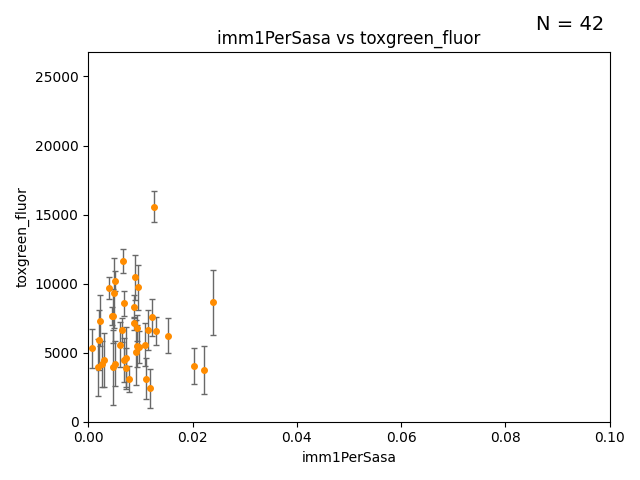 N = 42
imm1PerSasa vs toxgreen_fluor
25000
20000
15000
10000
5000
0
toxgreen_fluor
0.00 0.02 0.04 0.06 0.08 0.10
imm1PerSasa